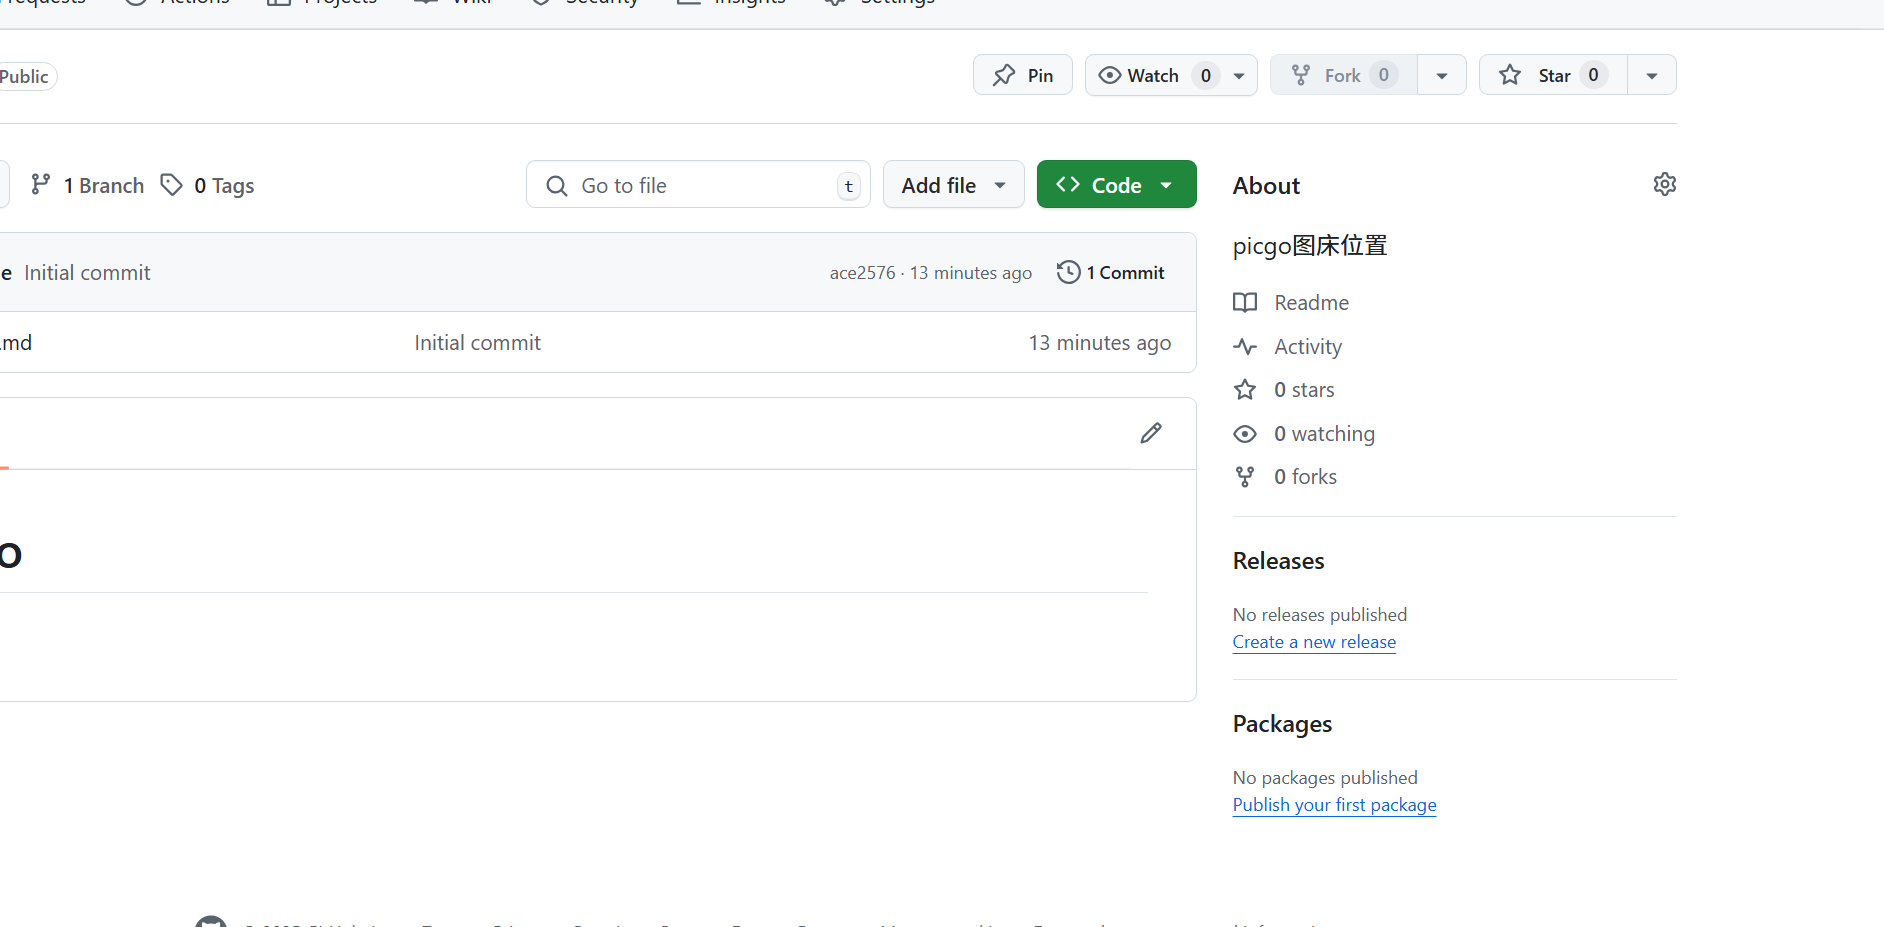 Actions Projects Wiki Security Insights Settings
Public
Pin
Watch 0
Fork 0
Star 0
1 Branch
0 Tags
Go to file t
Add file
Code
e Initial commit
ace2576 · 13 minutes ago
1 Commit
.md
Initial commit
13 minutes ago
o
About
picgo图床位置
Readme
Activity
0 stars
0 watching
0 forks
Releases
No releases published
Create a new release
Packages
No packages published
Publish your first package